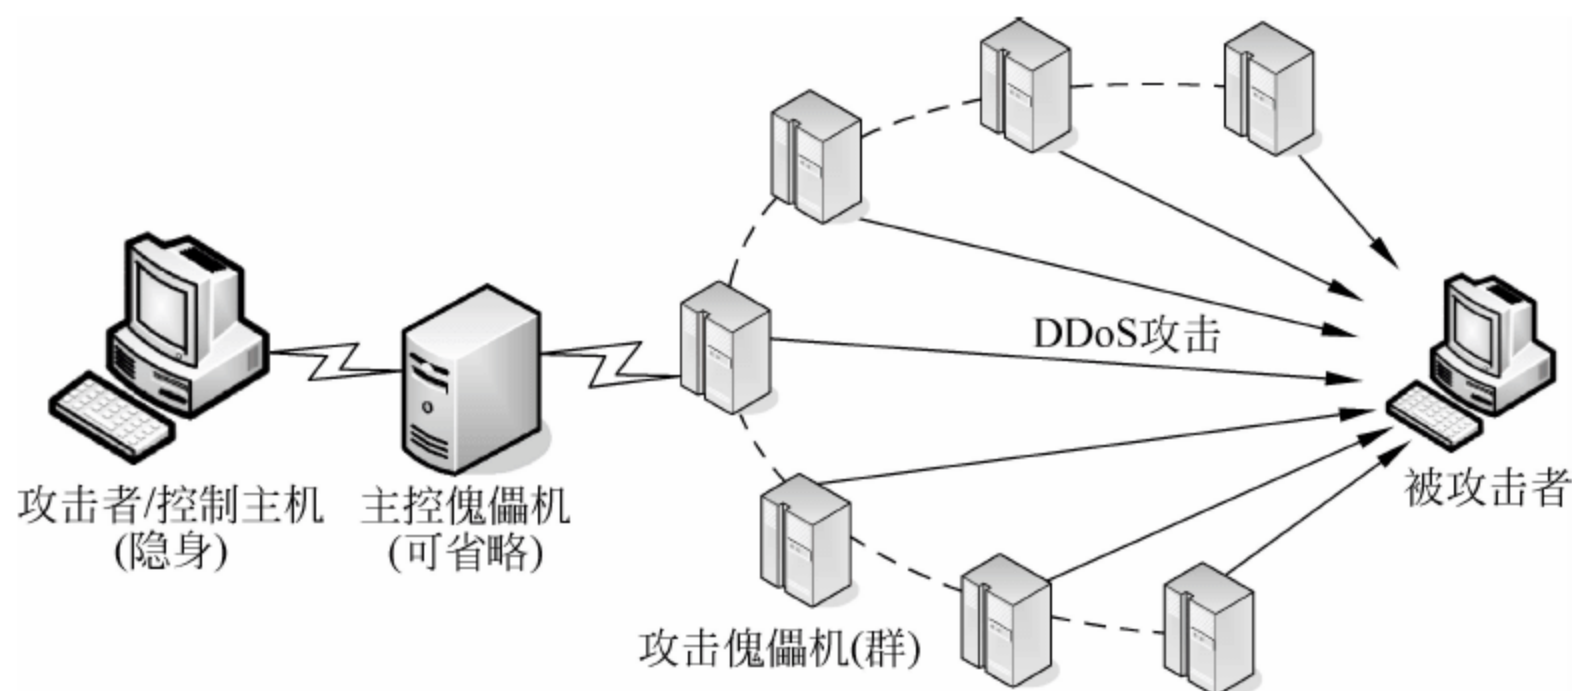 DDoS攻击
攻击者/控制主机
(隐身)
主控傀儡机
(可省略)
被攻击者
攻击傀儡机(群)